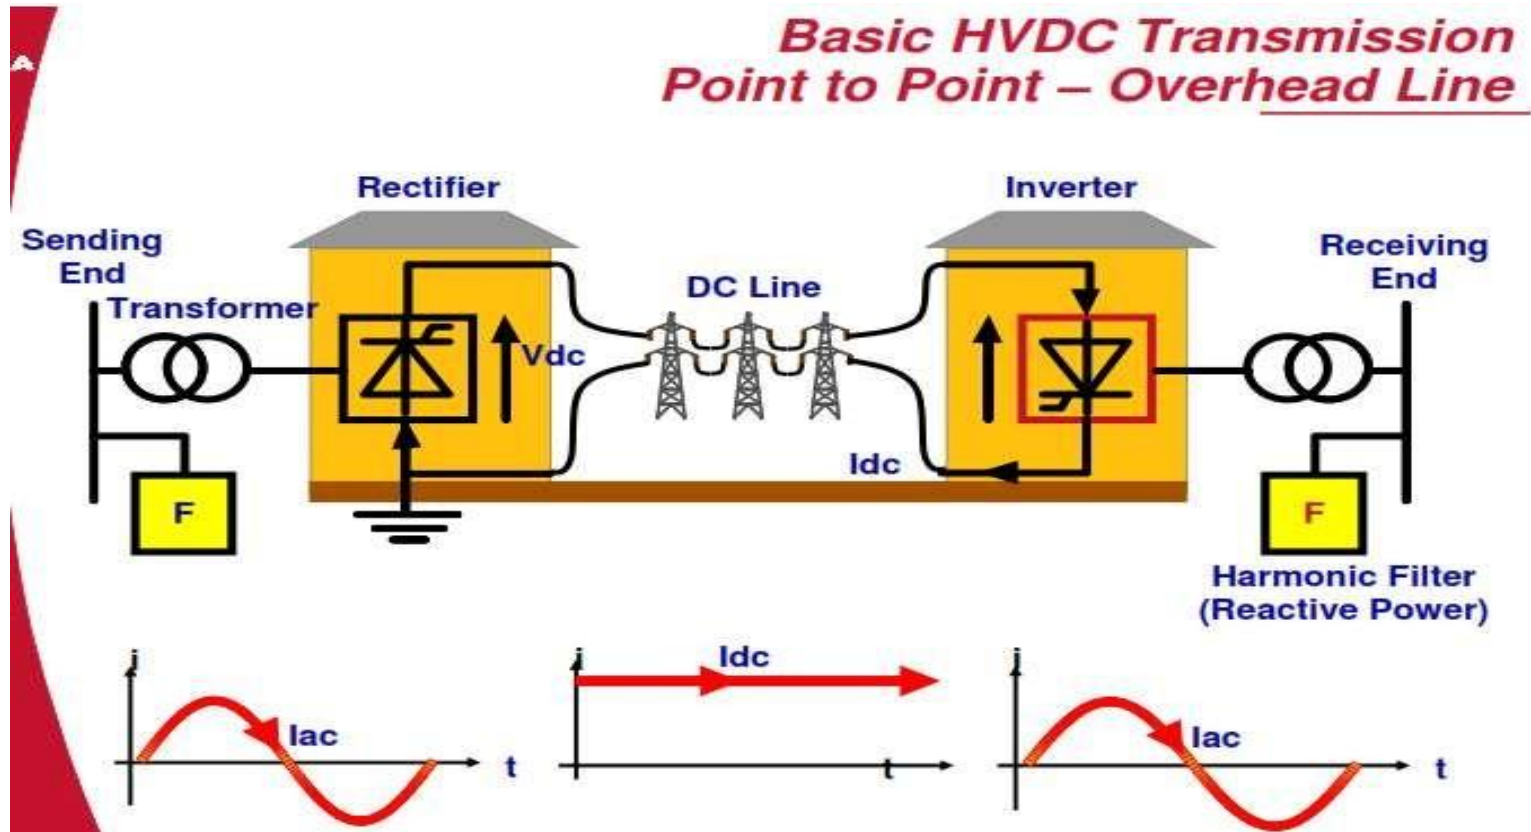 Basic HVDC Transmission
Point to Point – Overhead Line
A
Rectifier
Inverter
Sending
End
Receiving
End
Transformer
DC Line
Vdc
Idc
F
F
Harmonic Filter
(Reactive Power)
i
Iac
t
i
Idc
t
i
Iac
t